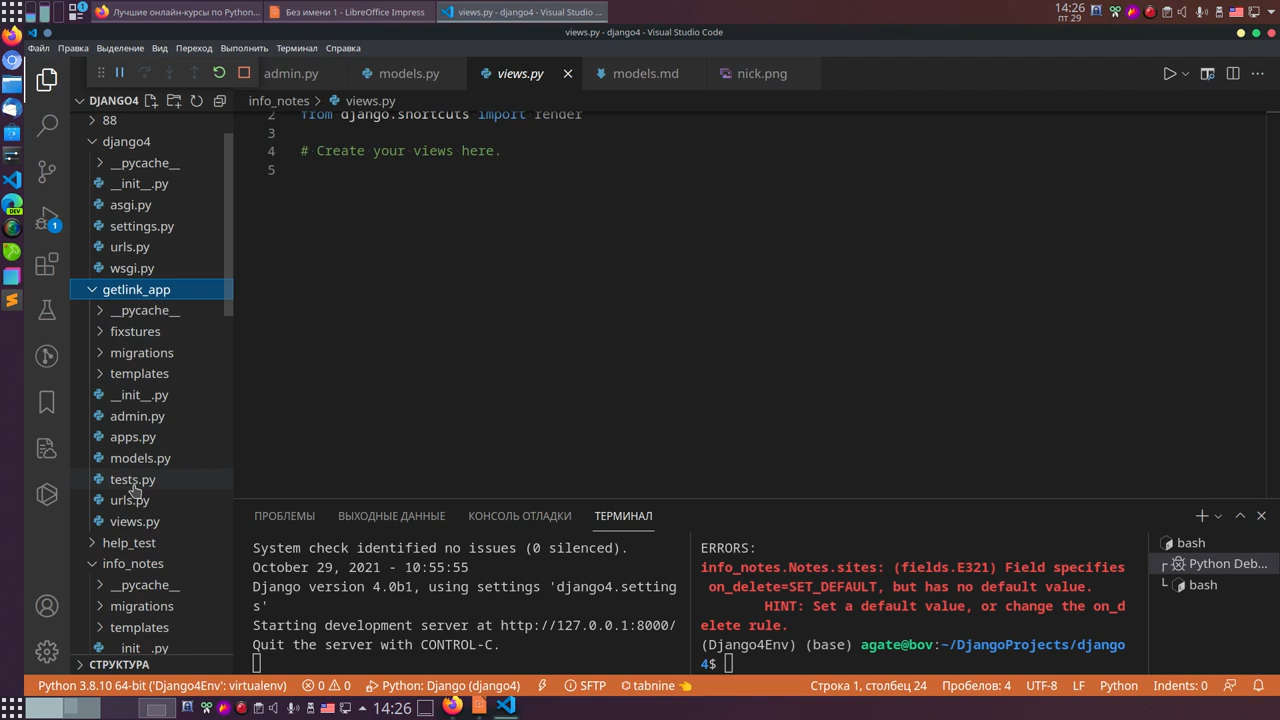 Лучшие онлайн-курсы по Python...
Без имени 1 - LibreOffice Impress
views.py - django4 - Visual Studio ...
14:26
пт 29
views.py - django4 - Visual Studio Code
Файл Правка Выделение Вид Переход Выполнить Терминал Справка
admin.py
models.py
views.py
models.md
nick.png
DJANGO4
info_notes > views.py
88
django4
__pycache__
__init__.py
asgi.py
settings.py
urls.py
wsgi.py
getlink_app
__pycache__
fixstures
migrations
templates
__init__.py
admin.py
apps.py
models.py
tests.py
urls.py
views.py
help_test
info_notes
__pycache__
migrations
templates
__init__.py
СТРУКТУРА
DEV
1
2 from django.shortcuts import render
3
4 # Create your views here.
5
ПРОБЛЕМЫ ВЫХОДНЫЕ ДАННЫЕ КОНСОЛЬ ОТЛАДКИ ТЕРМИНАЛ
System check identified no issues (0 silenced).
October 29, 2021 - 10:55:55
Django version 4.0b1, using settings 'django4.setting
s'
Starting development server at http://127.0.0.1:8000/
Quit the server with CONTROL-C.
ERRORS:
info_notes.Notes.sites: (fields.E321) Field specifies
on_delete=SET_DEFAULT, but has no default value.
HINT: Set a default value, or change the on_d
elete rule.
(Django4Env) (base) agate@bov:~/DjangoProjects/django
4$
bash
Python Deb...
bash
Python 3.8.10 64-bit ('Django4Env': virtualenv)
0 0
Python: Django (django4)
SFTP
tabnine
Строка 1, столбец 24
Пробелов: 4
UTF-8
LF
Python
Indents: 0
14:26